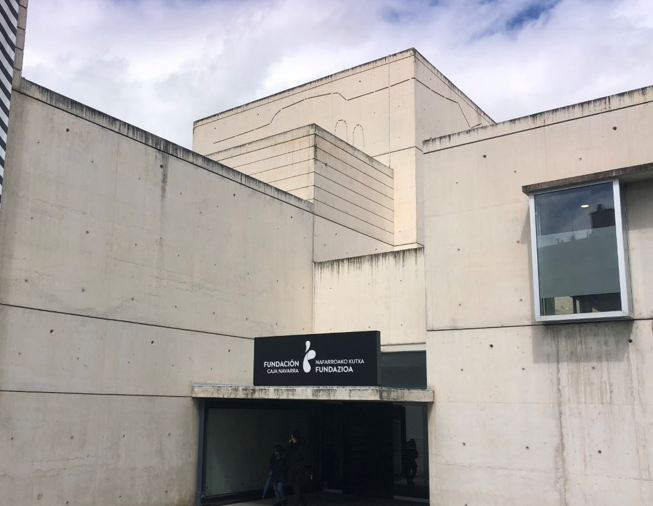 FUNDACIÓN
CAJA NAVARRA
NAFARROAKO KUTXA
FUNDAZIOA